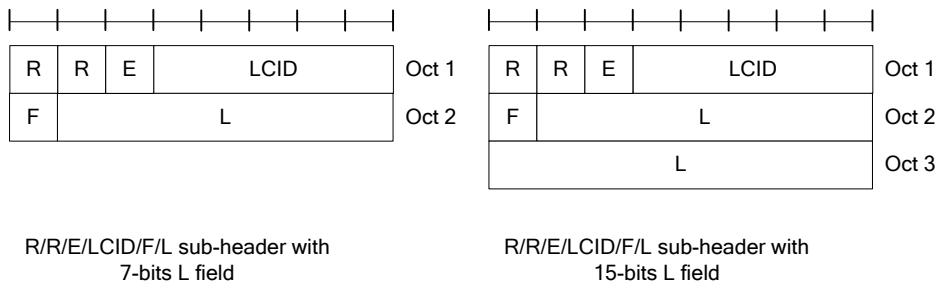 R R E LCID Oct 1
F L Oct 2
R/R/E/LCID/F/L sub-header with
7-bits L field
R R E LCID Oct 1
F L Oct 2
L Oct 3
R/R/E/LCID/F/L sub-header with
15-bits L field